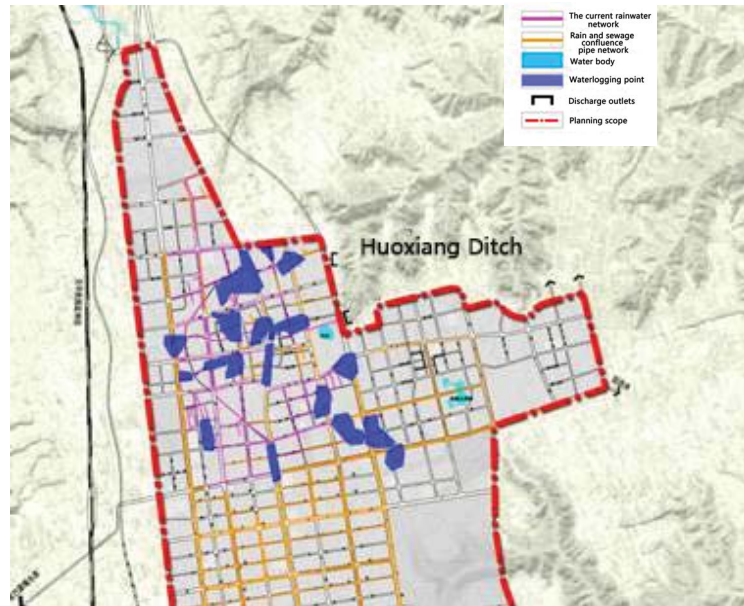 The current rainwater
network
Rain and sewage
confluence
pipe network
Water body
Waterlogging point
Discharge outlets
Planning scope
Huoxiang Ditch